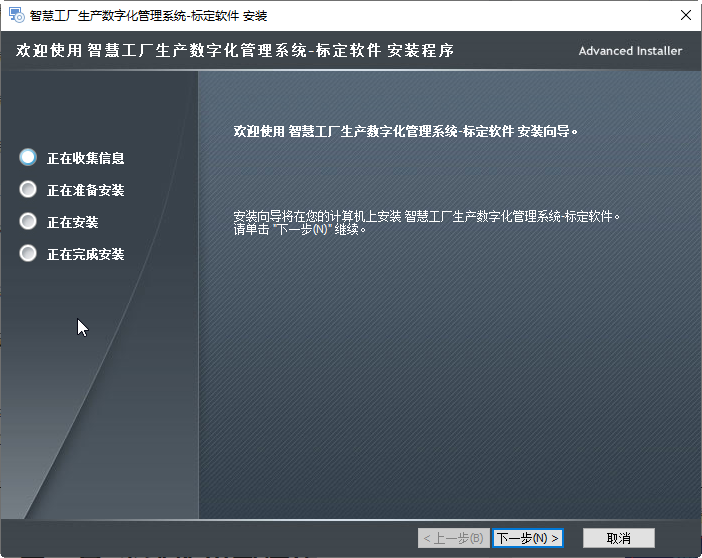 智慧工厂生产数字化管理系统-标定软件 安装
欢迎使用 智慧工厂生产数字化管理系统-标定软件 安装程序
Advanced Installer
欢迎使用 智慧工厂生产数字化管理系统-标定软件 安装向导。
正在收集信息
正在准备安装
正在安装
正在完成安装
安装向导将在您的计算机上安装 智慧工厂生产数字化管理系统-标定软件。
请单击 "下一步(N)" 继续。
< 上一步(B)
下一步(N) >
取消